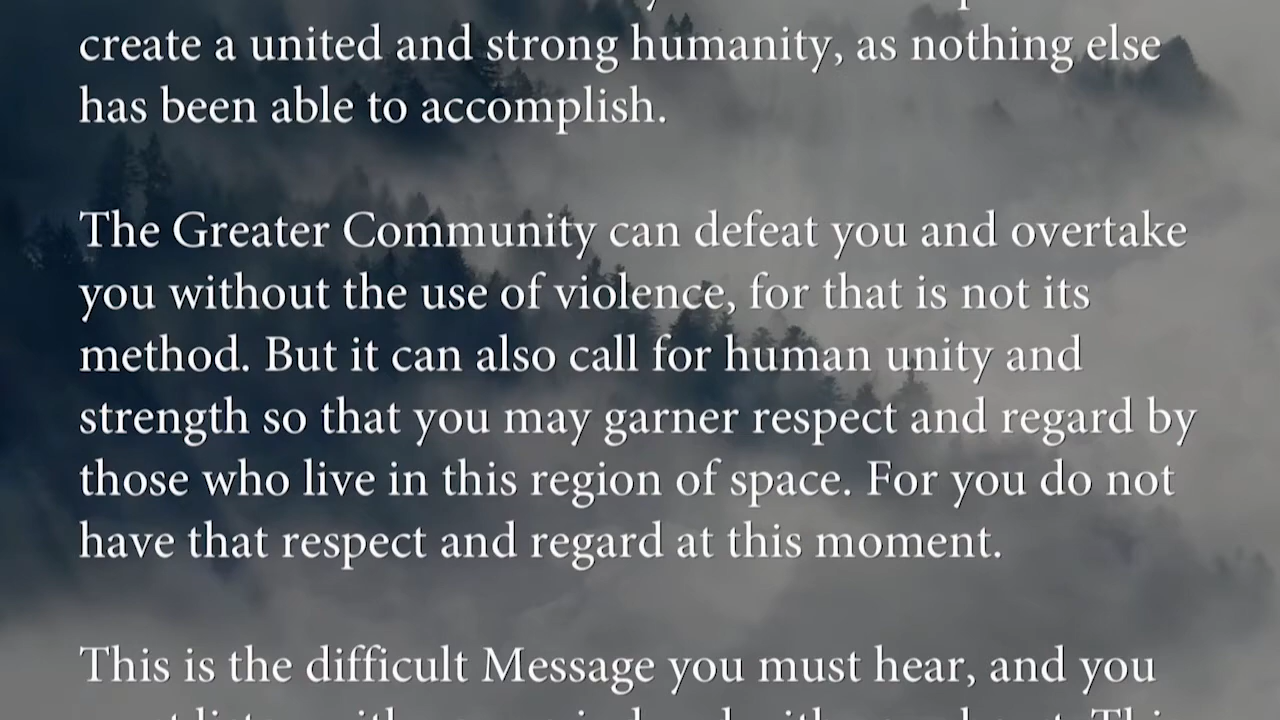 create a united and strong humanity, as nothing else
has been able to accomplish.
The Greater Community can defeat you and overtake
you without the use of violence, for that is not its
method. But it can also call for human unity and
strength so that you may garner respect and regard by
those who live in this region of space. For you do not
have that respect and regard at this moment.
This is the difficult Message you must hear, and you